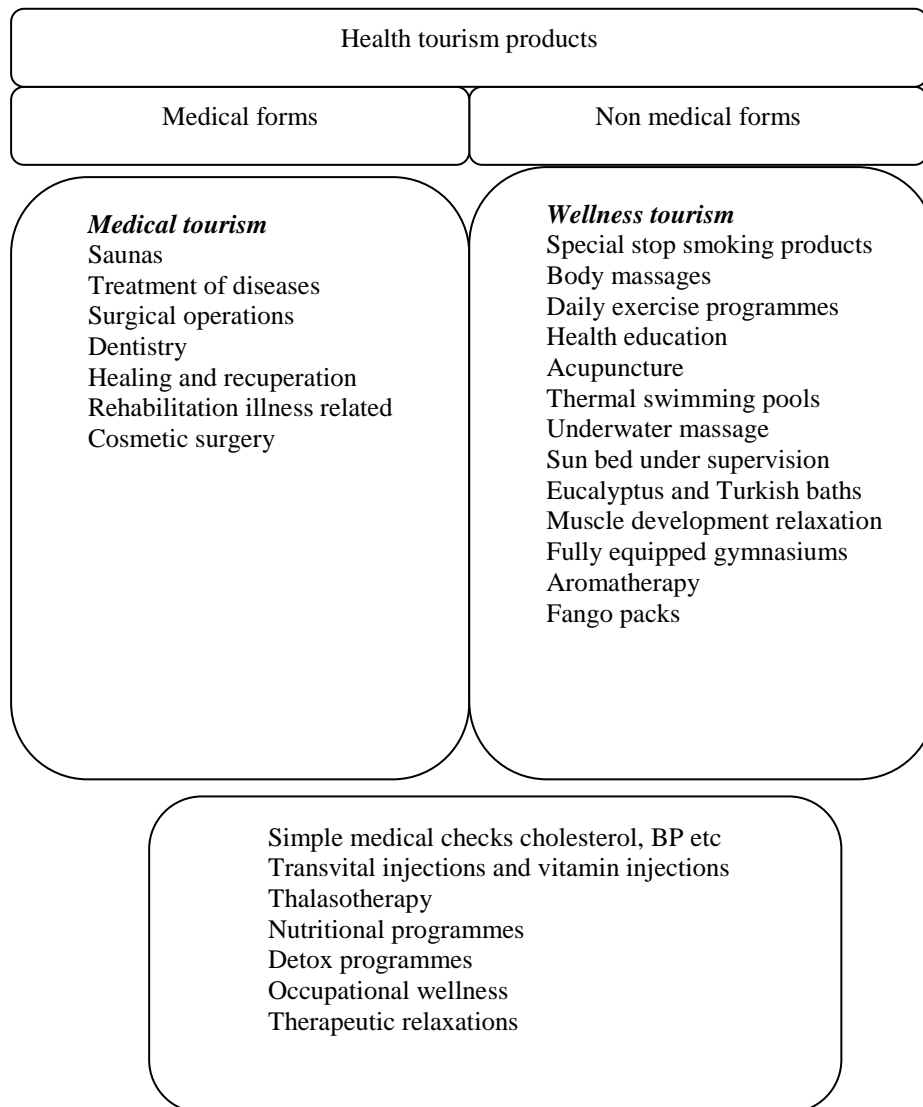 Health tourism products
Medical forms
Non medical forms
Medical tourism
Saunas
Treatment of diseases
Surgical operations
Dentistry
Healing and recuperation
Rehabilitation illness related
Cosmetic surgery
Wellness tourism
Special stop smoking products
Body massages
Daily exercise programmes
Health education
Acupuncture
Thermal swimming pools
Underwater massage
Sun bed under supervision
Eucalyptus and Turkish baths
Muscle development relaxation
Fully equipped gymnasiums
Aromatherapy
Fango packs
Simple medical checks cholesterol, BP etc
Transvital injections and vitamin injections
Thalasotherapy
Nutritional programmes
Detox programmes
Occupational wellness
Therapeutic relaxations